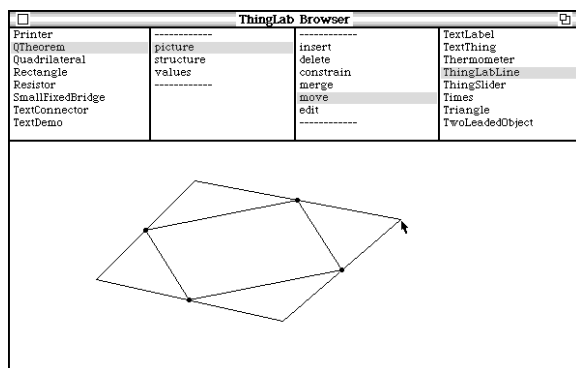 ThingLab Browser
Printer
QTheorem
Quadrilateral
Rectangle
Resistor
SmallFixedBridge
TextConnector
TextDemo
------------
picture
structure
values
------------
------------
insert
delete
constrain
merge
move
edit
------------
TextLabel
TextThing
Thermometer
ThingLabLine
ThingSlider
Times
Triangle
TwoLeadedObject